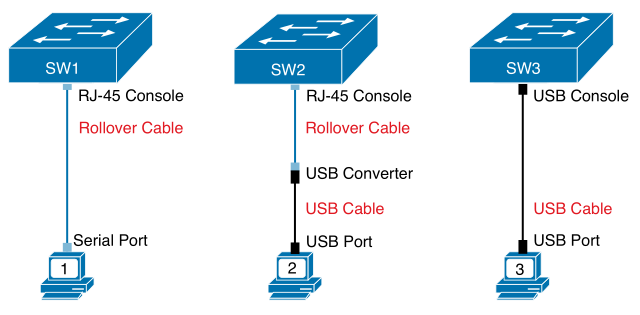 SW1
RJ-45 Console
Rollover Cable
Serial Port
1
SW2
RJ-45 Console
Rollover Cable
USB Converter
USB Cable
USB Port
2
SW3
USB Console
USB Cable
USB Port
3